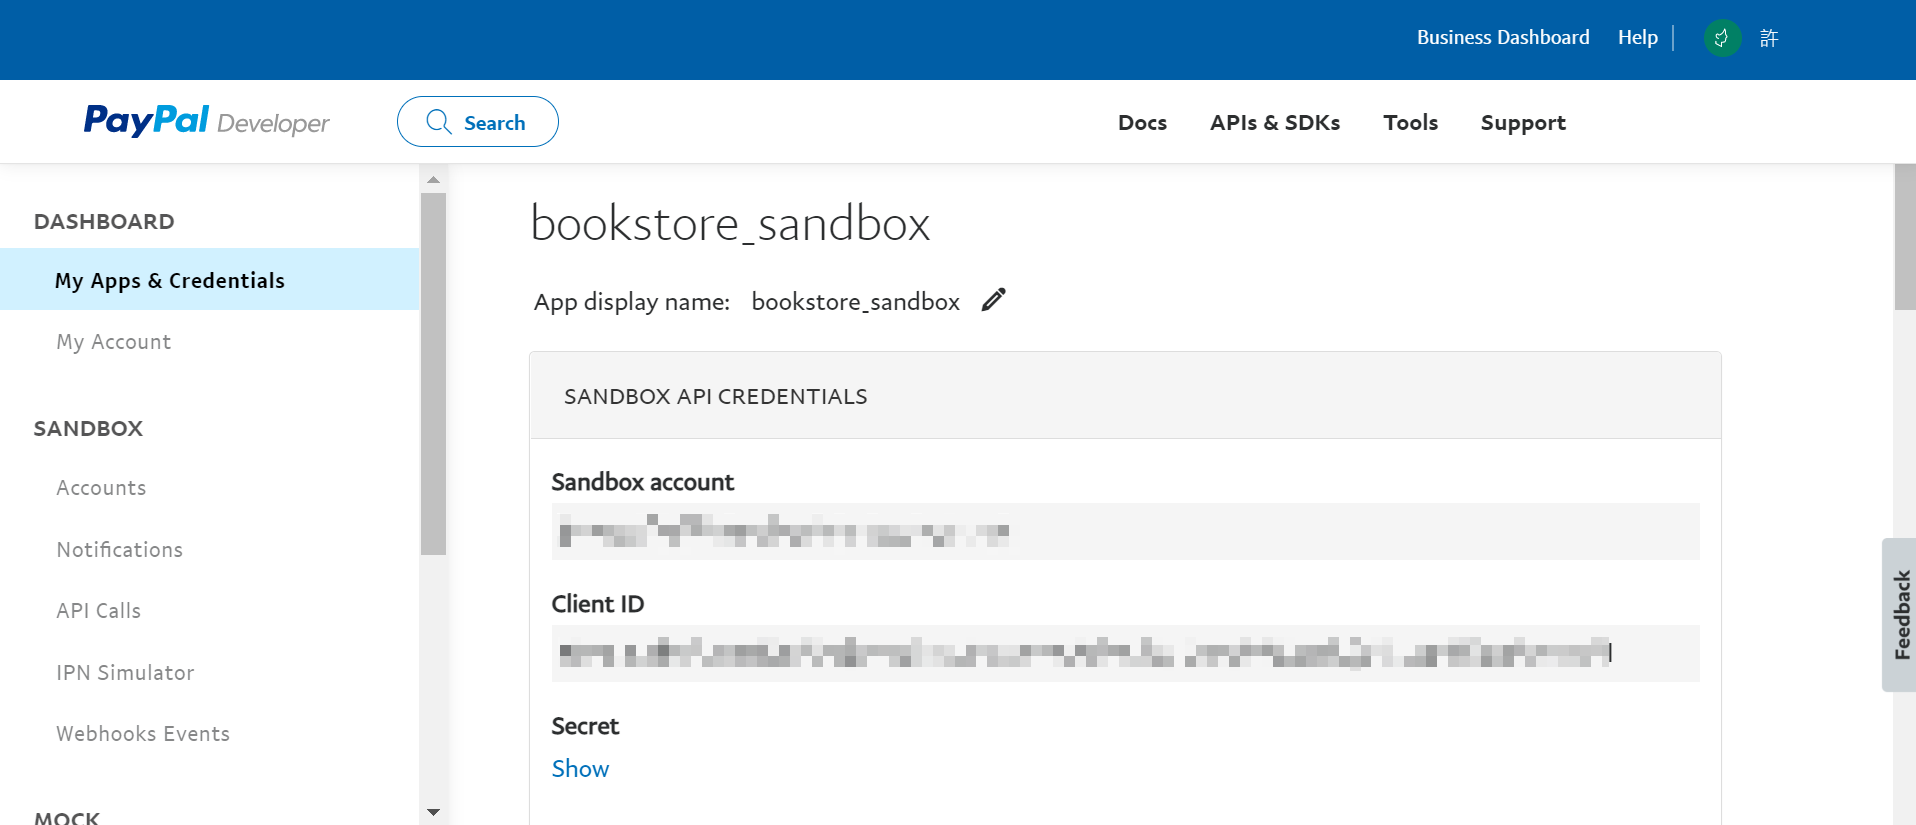 Business Dashboard Help 許
PayPal Developer Search Docs APIs & SDKs Tools Support
DASHBOARD
My Apps & Credentials
My Account
SANDBOX
Accounts
Notifications
API Calls
IPN Simulator
Webhooks Events
MOCK
bookstore_sandbox
App display name: bookstore_sandbox
SANDBOX API CREDENTIALS
Sandbox account
Client ID
Secret
Show
Feedback